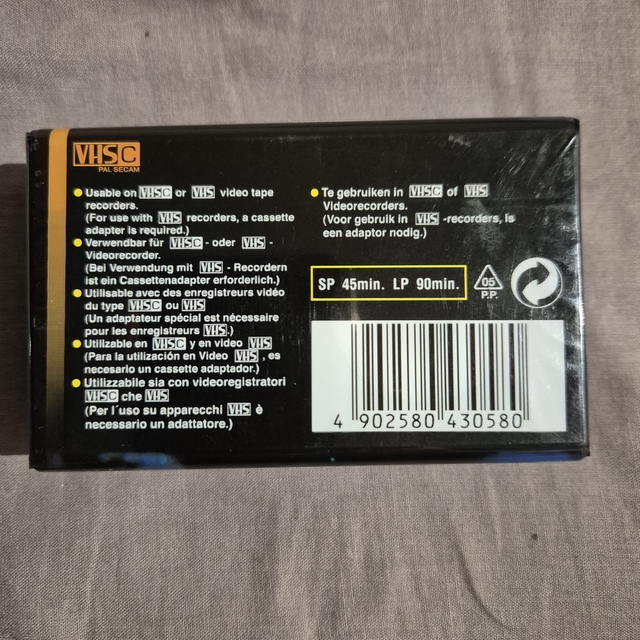 VHSC
PAL SECAM
● Usable on VHSC or VHS video tape
recorders.
(For use with VHS recorders, a cassette
adapter is required.)
● Verwendbar für VHSC - oder VHS -
Videorecorder.
(Bei Verwendung mit VHS - Recordern
ist ein Cassettenadapter erforderlich.)
● Utilisable avec des enregistreurs vidéo
du type VHSC ou VHS
(Un adaptateur spécial est nécessaire
pour les enregistreurs VHS.)
● Utilizable en VHSC y en video VHS
(Para la utilización en Video VHS , es
necesario un cassette adaptador.)
● Utilizzabile sia con videoregistratori
VHSC che VHS
(Per l´uso su apparecchi VHS è
necessario un adattatore.)
● Te gebruiken in VHSC of VHS
Videorecorders.
(Voor gebruik in VHS -recorders, is
een adaptor nodig.)
SP 45min. LP 90min.
05
P.P.
4 902580 430580